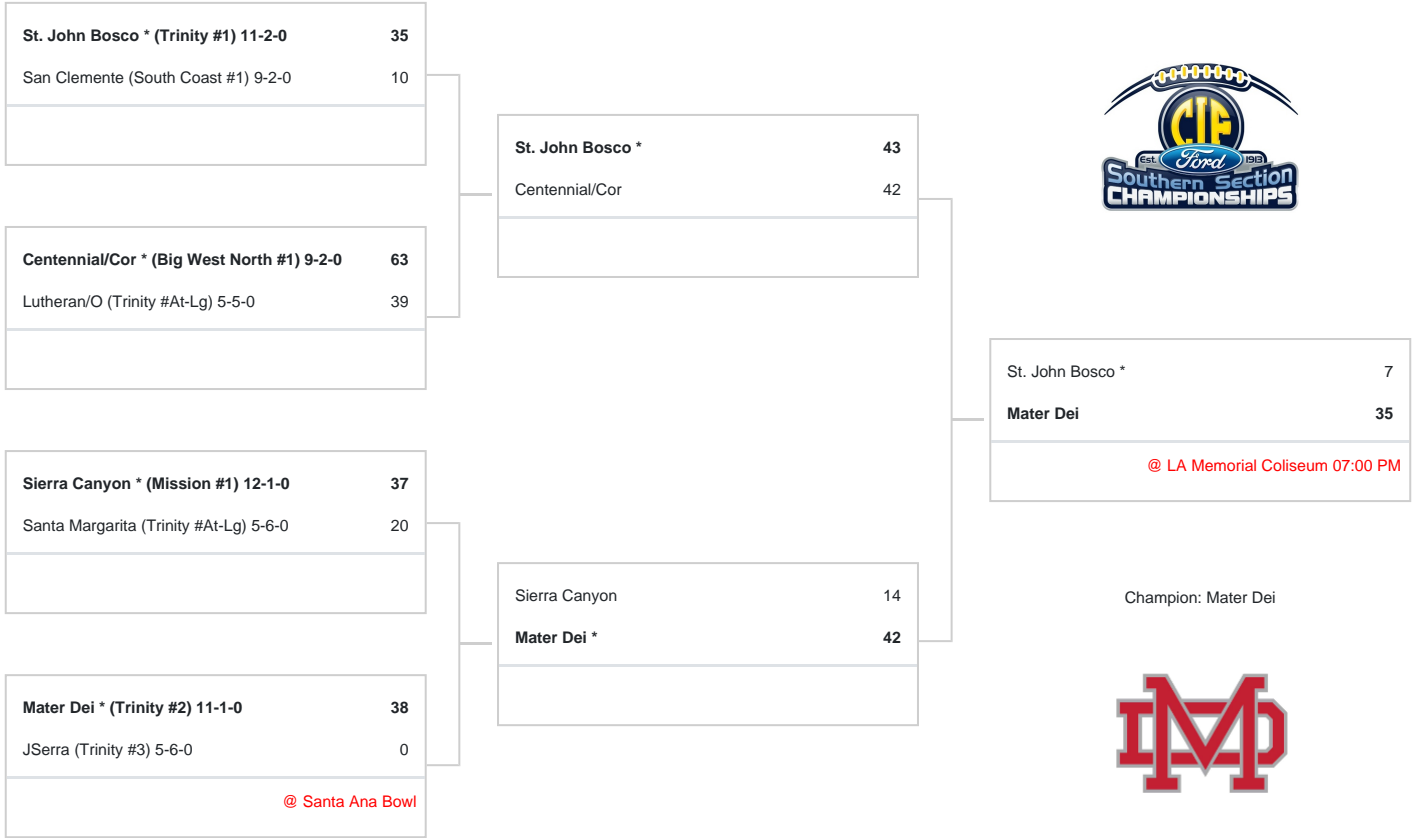 St. John Bosco * (Trinity #1) 11-2-0 35
San Clemente (South Coast #1) 9-2-0 10
Centennial/Cor * (Big West North #1) 9-2-0 63
Lutheran/O (Trinity #At-Lg) 5-5-0 39
Sierra Canyon * (Mission #1) 12-1-0 37
Santa Margarita (Trinity #At-Lg) 5-6-0 20
Mater Dei * (Trinity #2) 11-1-0 38
JSerra (Trinity #3) 5-6-0 0
@ Santa Ana Bowl
St. John Bosco * 43
Centennial/Cor 42
Sierra Canyon 14
Mater Dei * 42
CIF
Est. Ford 1913
Southern Section
CHAMPIONSHIPS
St. John Bosco * 7
Mater Dei 35
@ LA Memorial Coliseum 07:00 PM
Champion: Mater Dei
MD